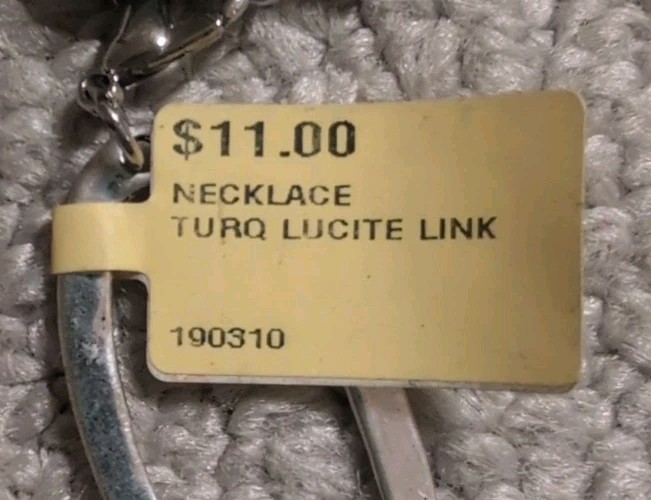 $11.00
NECKLACE
TURQ LUCITE LINK
190310